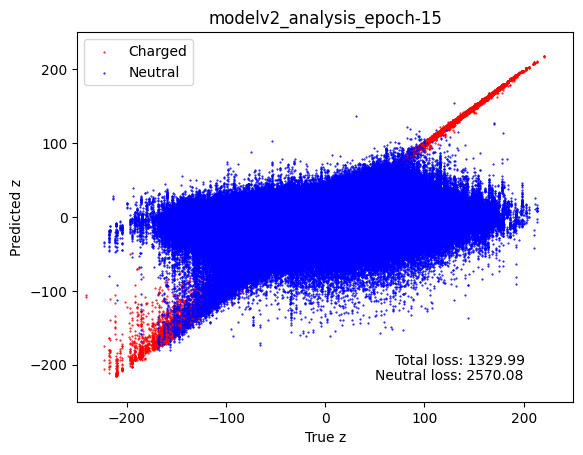 modelv2_analysis_epoch-15
Charged
Neutral
200
100
0
−100
−200
Predicted z
Total loss: 1329.99
Neutral loss: 2570.08
−200 −100 0 100 200
True z